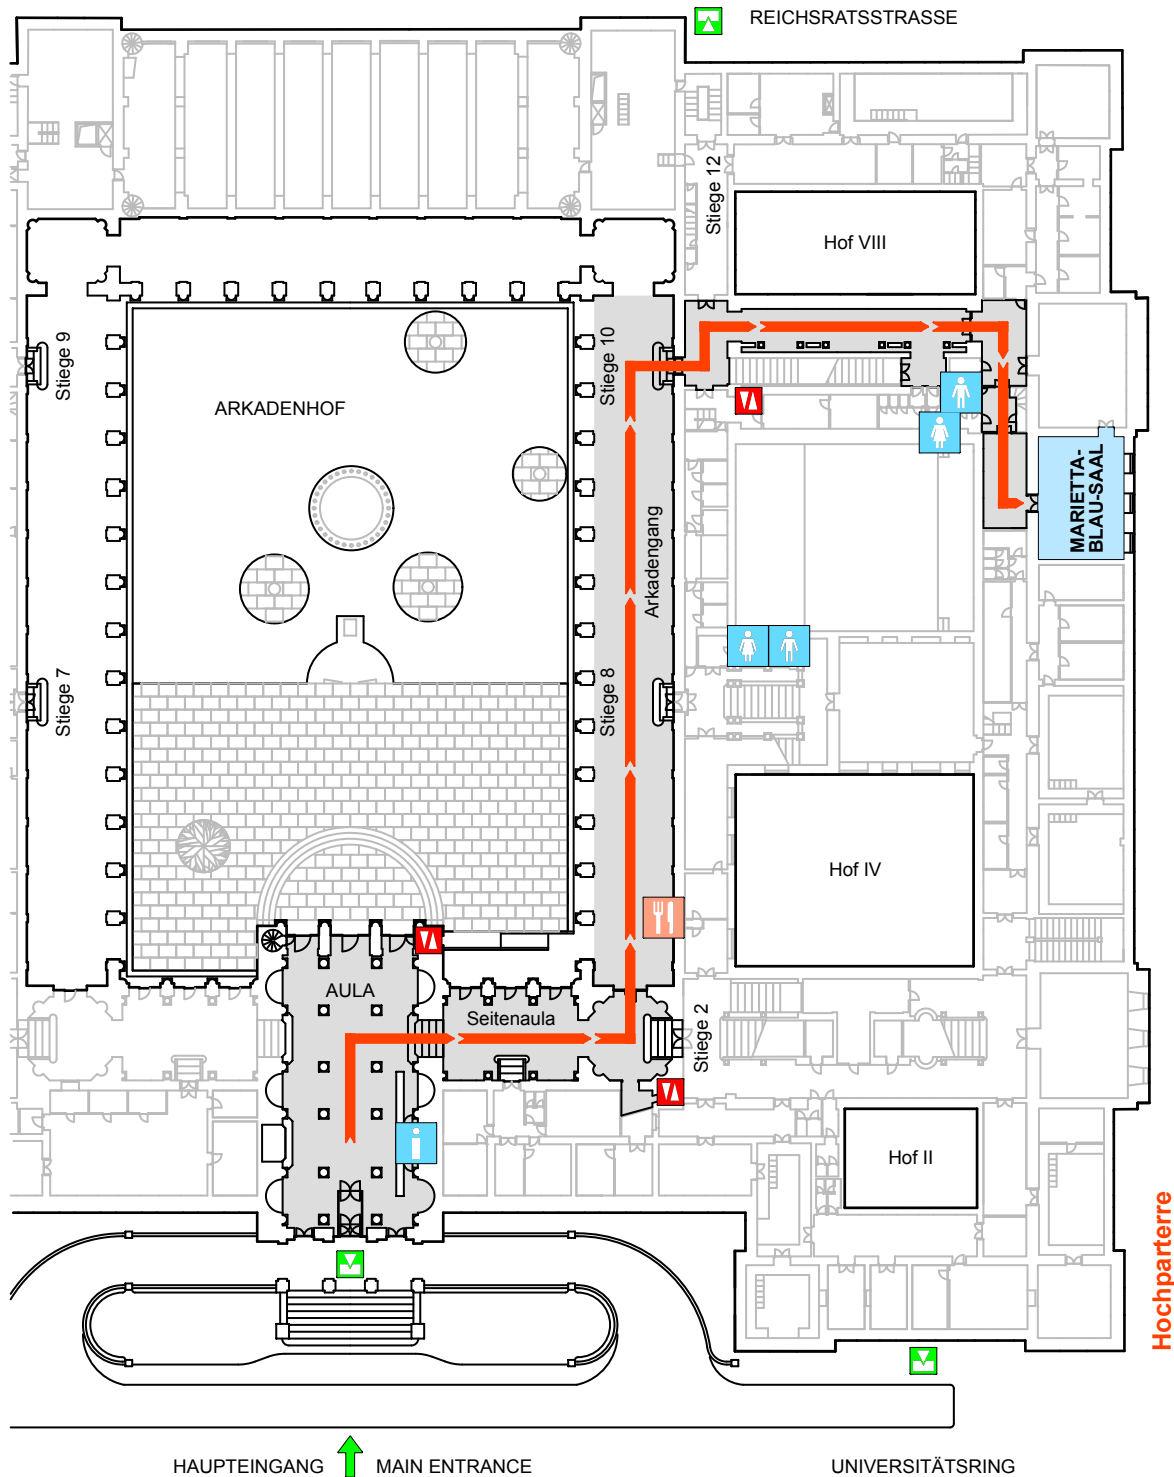 REICHSRATSSTRASSE
Stiege 12
Hof VIII
Stiege 9
Stiege 10
ARKADENHOF
MARIETTA-
BLAU-SAAL
Arkadengang
Stiege 7
Stiege 8
Hof IV
AULA
Seitenaula
Stiege 2
Hof II
Hochparterre
HAUPTEINGANG
MAIN ENTRANCE
UNIVERSITÄTSRING